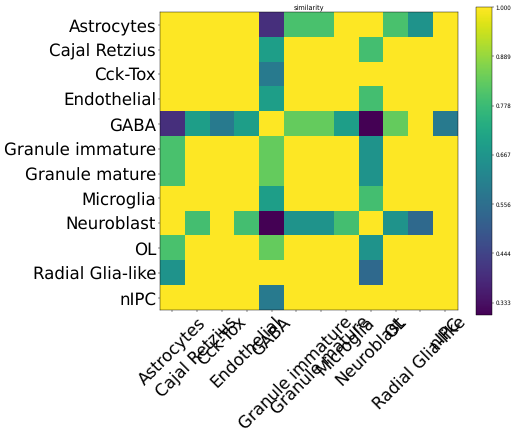 similarity
Astrocytes
Cajal Retzius
Cck-Tox
Endothelial
GABA
Granule immature
Granule mature
Microglia
Neuroblast
OL
Radial Glia-like
nIPC
Astrocytes
Cajal Retzius
Cck-Tox
Endothelial
GABA
Granule immature
Granule mature
Microglia
Neuroblast
OL
Radial Glia-like
nIPC
1.000
0.889
0.778
0.667
0.556
0.444
0.333